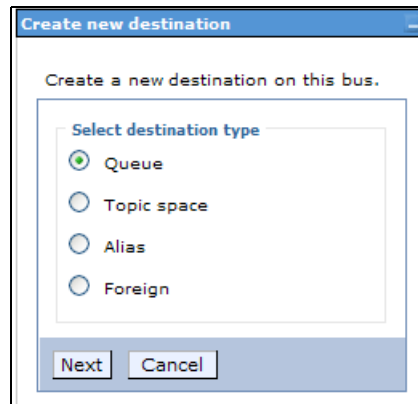 Create new destination
Create a new destination on this bus.
Select destination type
Queue
Topic space
Alias
Foreign
Next Cancel